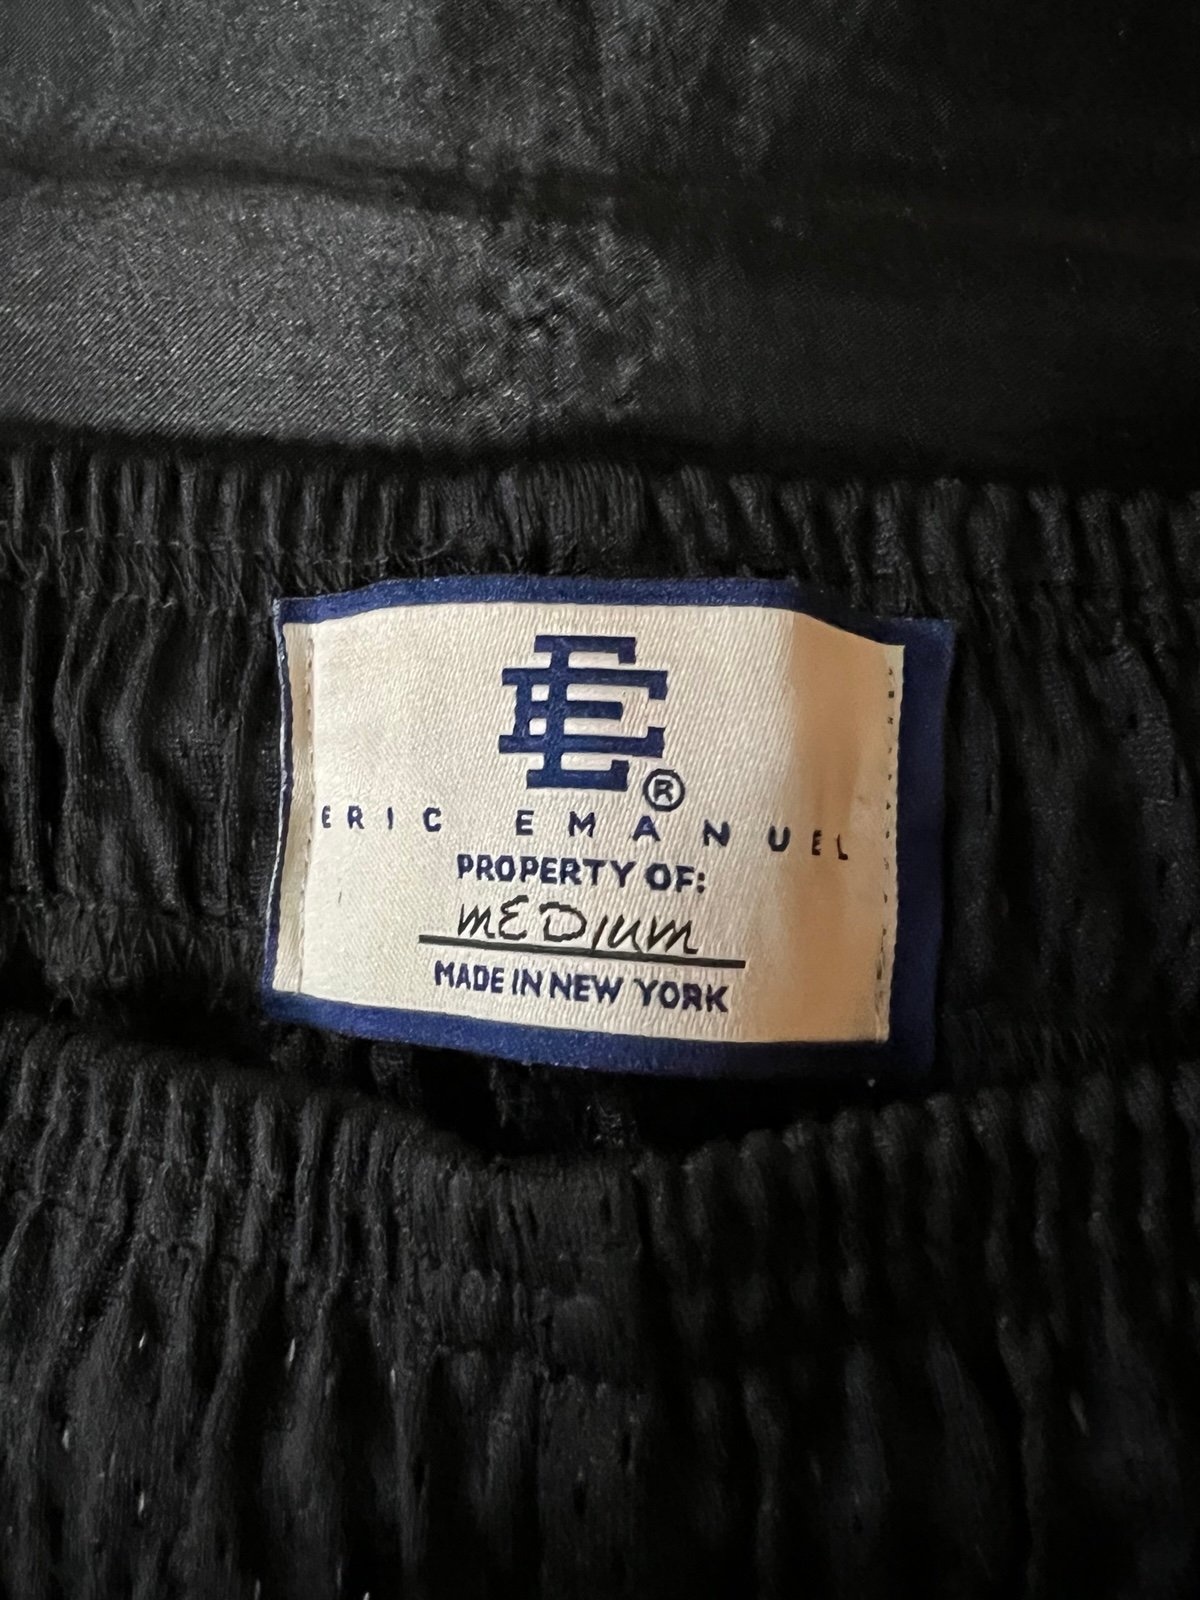 EE
®
ERIC EMANUEL
PROPERTY OF:
MEDIUM
MADE IN NEW YORK